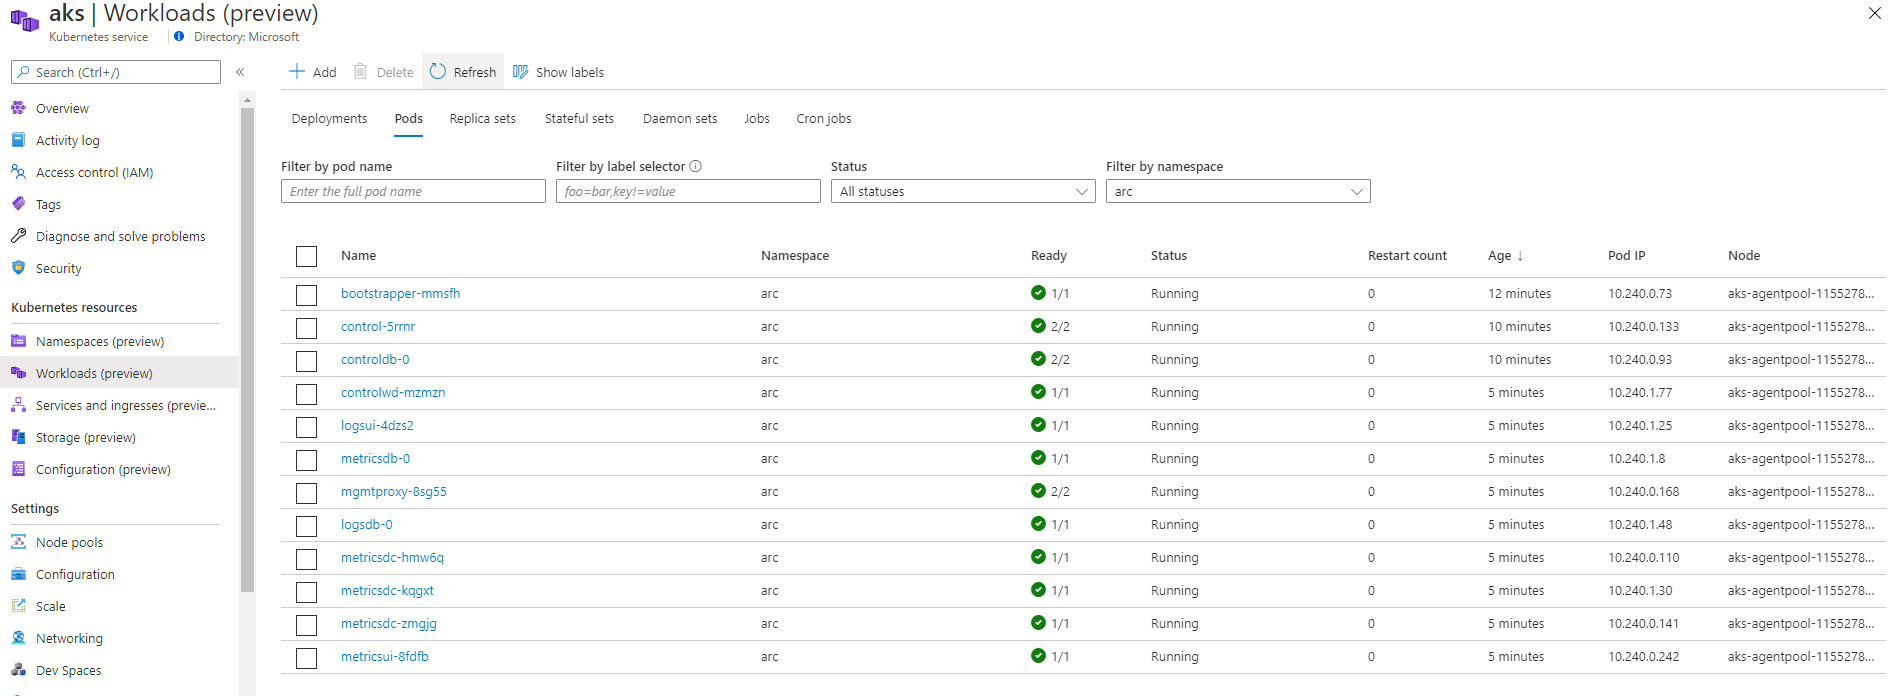 aks | Workloads (preview)
Kubernetes service Directory: Microsoft
Search (Ctrl+/)
«
Overview
Activity log
Access control (IAM)
Tags
Diagnose and solve problems
Security
Kubernetes resources
Namespaces (preview)
Workloads (preview)
Services and ingresses (previe...
Storage (preview)
Configuration (preview)
Settings
Node pools
Configuration
Scale
Networking
Dev Spaces
Add Delete Refresh Show labels
Deployments Pods Replica sets Stateful sets Daemon sets Jobs Cron jobs
Filter by pod name Filter by label selector Status Filter by namespace
Enter the full pod name foo=bar,key!=value All statuses arc
Name Namespace Ready Status Restart count Age ↓ Pod IP Node
bootstrapper-mmsfh arc 1/1 Running 0 12 minutes 10.240.0.73 aks-agentpool-1155278...
control-5rrnr arc 2/2 Running 0 10 minutes 10.240.0.133 aks-agentpool-1155278...
controldb-0 arc 2/2 Running 0 10 minutes 10.240.0.93 aks-agentpool-1155278...
controlwd-mzmzn arc 1/1 Running 0 5 minutes 10.240.1.77 aks-agentpool-1155278...
logsui-4dzs2 arc 1/1 Running 0 5 minutes 10.240.1.25 aks-agentpool-1155278...
metricsdb-0 arc 1/1 Running 0 5 minutes 10.240.1.8 aks-agentpool-1155278...
mgmtproxy-8sg55 arc 2/2 Running 0 5 minutes 10.240.0.168 aks-agentpool-1155278...
logsdb-0 arc 1/1 Running 0 5 minutes 10.240.1.48 aks-agentpool-1155278...
metricsdc-hmw6q arc 1/1 Running 0 5 minutes 10.240.0.110 aks-agentpool-1155278...
metricsdc-kqgxt arc 1/1 Running 0 5 minutes 10.240.1.30 aks-agentpool-1155278...
metricsdc-zmgjg arc 1/1 Running 0 5 minutes 10.240.0.141 aks-agentpool-1155278...
metricsui-8fdfb arc 1/1 Running 0 5 minutes 10.240.0.242 aks-agentpool-1155278...